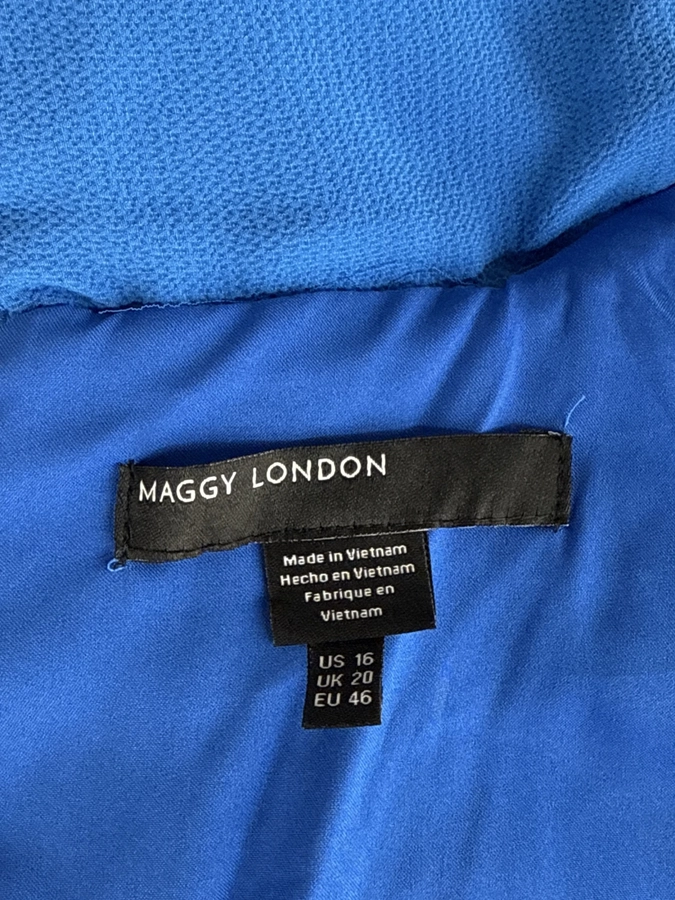 MAGGY LONDON
Made in Vietnam
Hecho en Vietnam
Fabrique en
Vietnam
US 16
UK 20
EU 46